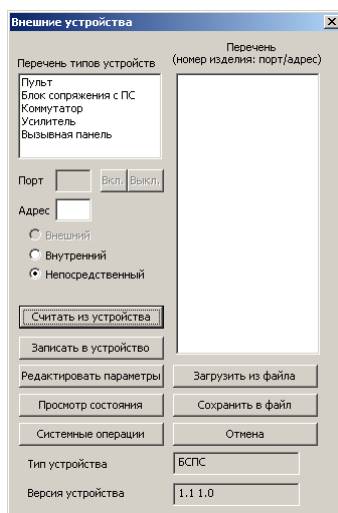 Внешние устройства
Перечень типов устройств
Перечень
(номер изделия: порт/адрес)
Пульт
Блок сопряжения с ПС
Коммутатор
Усилитель
Вызывная панель
Порт
Вкл.
Выкл.
Адрес
Внешний
Внутренний
Непосредственный
Считать из устройства
Записать в устройство
Редактировать параметры
Загрузить из файла
Просмотр состояния
Сохранить в файл
Системные операции
Отмена
Тип устройства
БСПС
Версия устройства
1.1 1.0